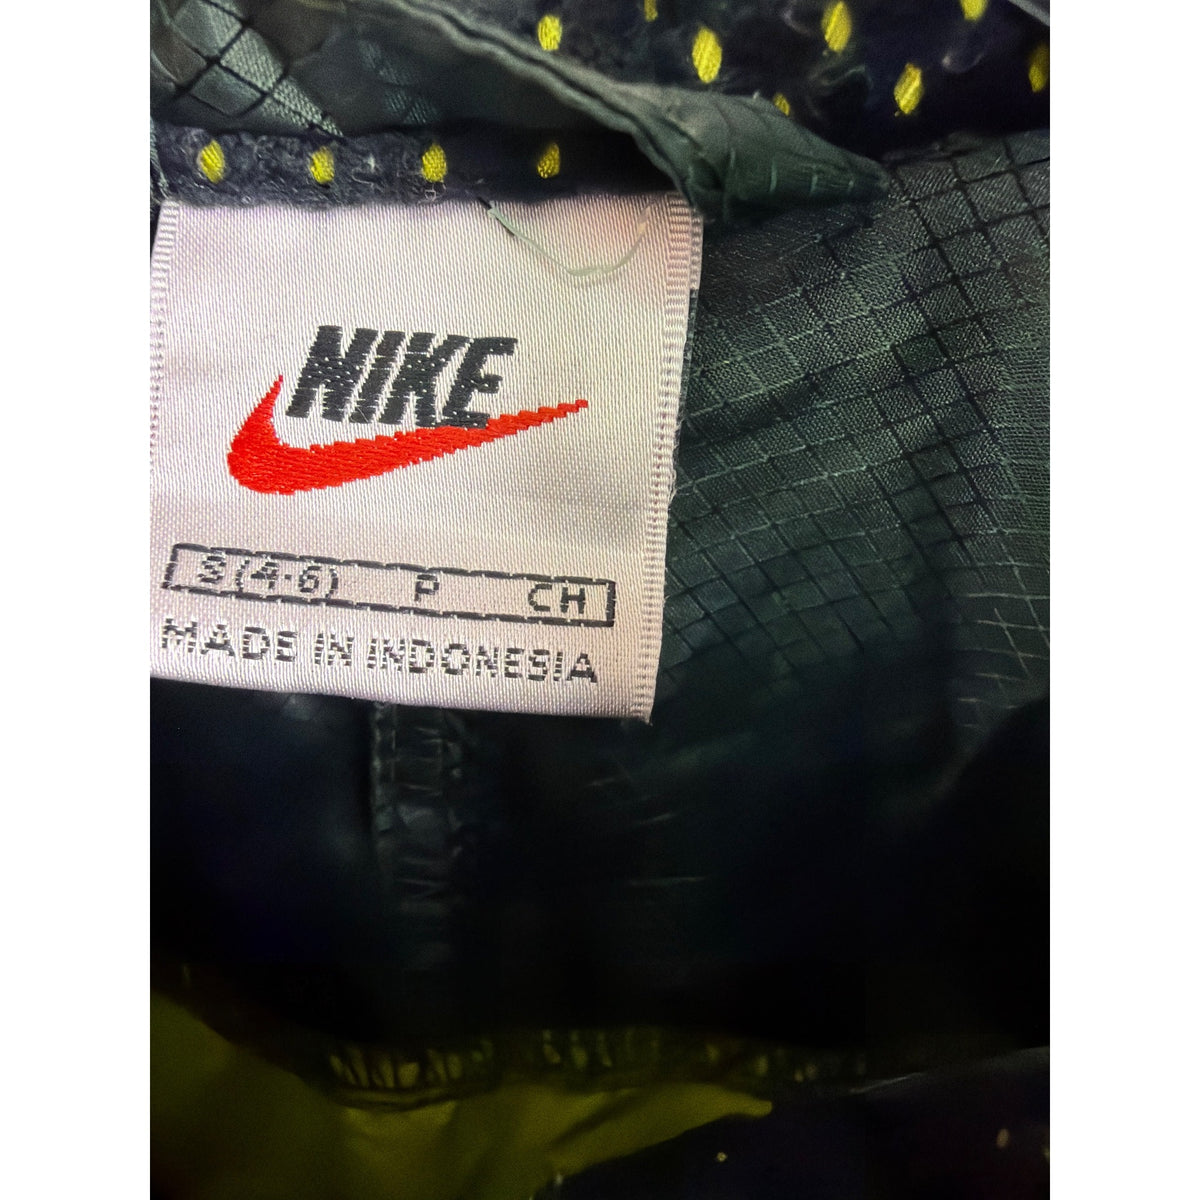 NIKE
S (4-6) P CH
MADE IN INDONESIA